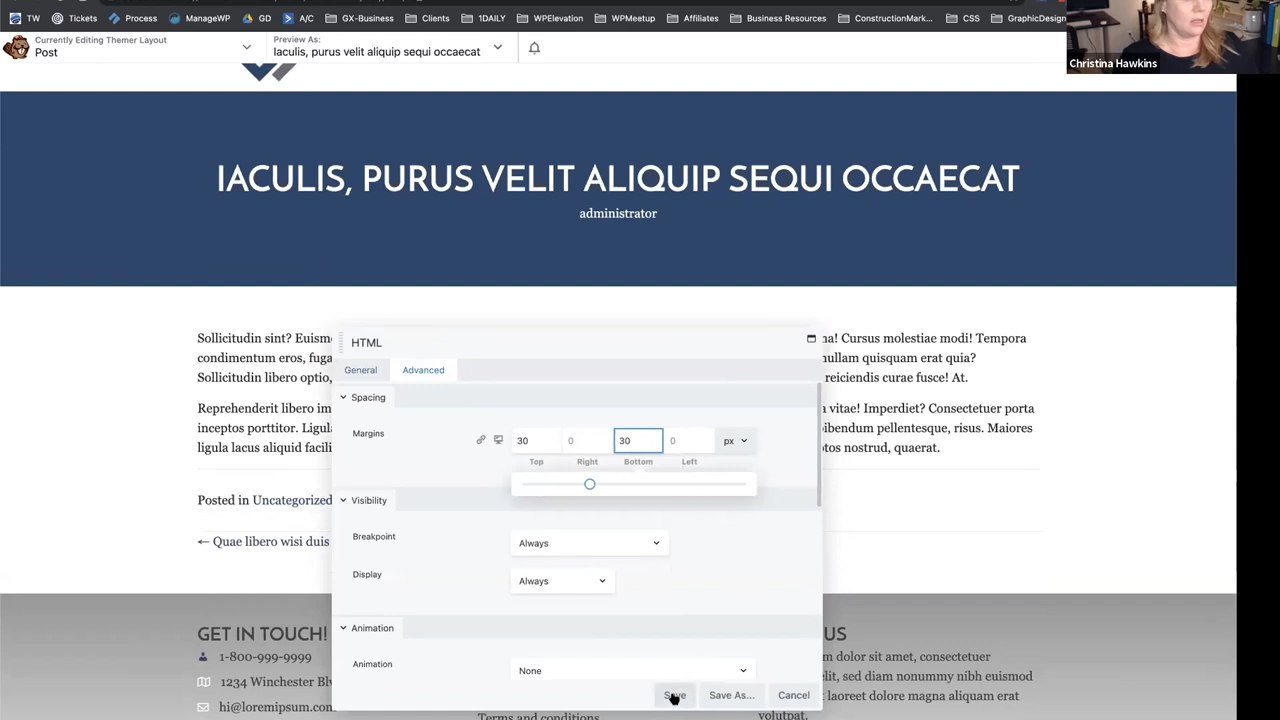 TW
Tickets
Process
ManageWP
GD
A/C
GX-Business
Clients
1DAILY
WPElevation
WPMeetup
Affiliates
Business Resources
ConstructionMark...
CSS
GraphicDesign
Currently Editing Themer Layout
Post
Preview As:
Iaculis, purus velit aliquip sequi occaecat
Christina Hawkins
IACULIS, PURUS VELIT ALIQUIP SEQUI OCCAECAT
administrator
Sollicitudin sint? Euism
condimentum eros, fuga
Sollicitudin libero optio,
na! Cursus molestiae modi! Tempora
nullam quisquam erat quia?
reiciendis curae fusce! At.
Reprehenderit libero im
inceptos porttitor. Ligula
ligula lacus aliquid facili
a vitae! Imperdiet? Consectetuer porta
bibendum pellentesque, risus. Maiores
ptos nostrud, quaerat.
Posted in Uncategorized
← Quae libero wisi duis
HTML
General
Advanced
Spacing
Margins
30
0
30
0
px
Top
Right
Bottom
Left
Visibility
Breakpoint
Always
Display
Always
Animation
Animation
None
Save
Save As...
Cancel
GET IN TOUCH!
1-800-999-9999
1234 Winchester Blv
hi@loremipsum.com
Terms and conditions
US
m dolor sit amet, consectetuer
elit, sed diam nonummy nibh euismod
t laoreet dolore magna aliquam erat
volutpat.